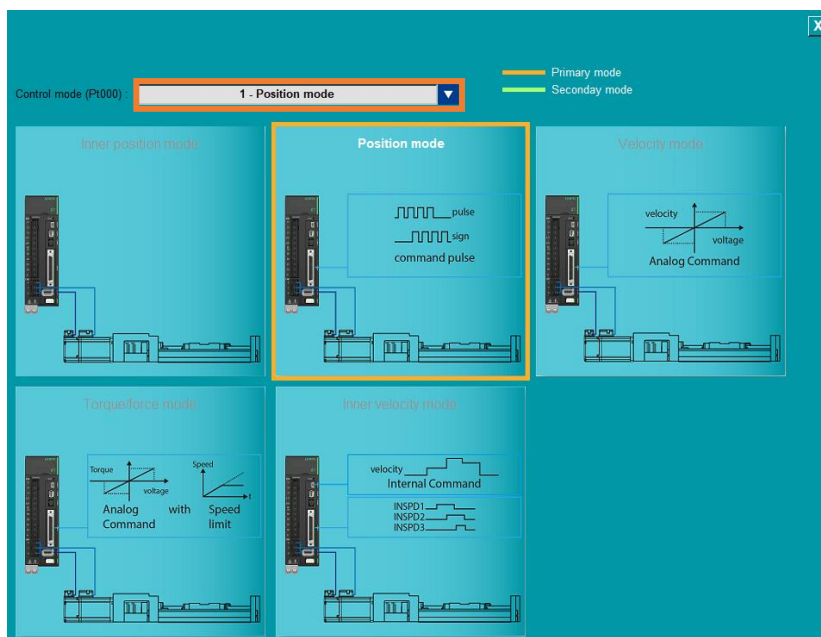 X
Primary mode
Seconday mode
Control mode (Pt000) :
1 - Position mode
Inner position mode
Position mode
pulse
sign
command pulse
Velocity mode
velocity
voltage
Analog Command
Torque/force mode
Torque
voltage
Speed
t
Analog with Speed
Command limit
Inner velocity mode
velocity
Internal Command
INSPD1
INSPD2
INSPD3